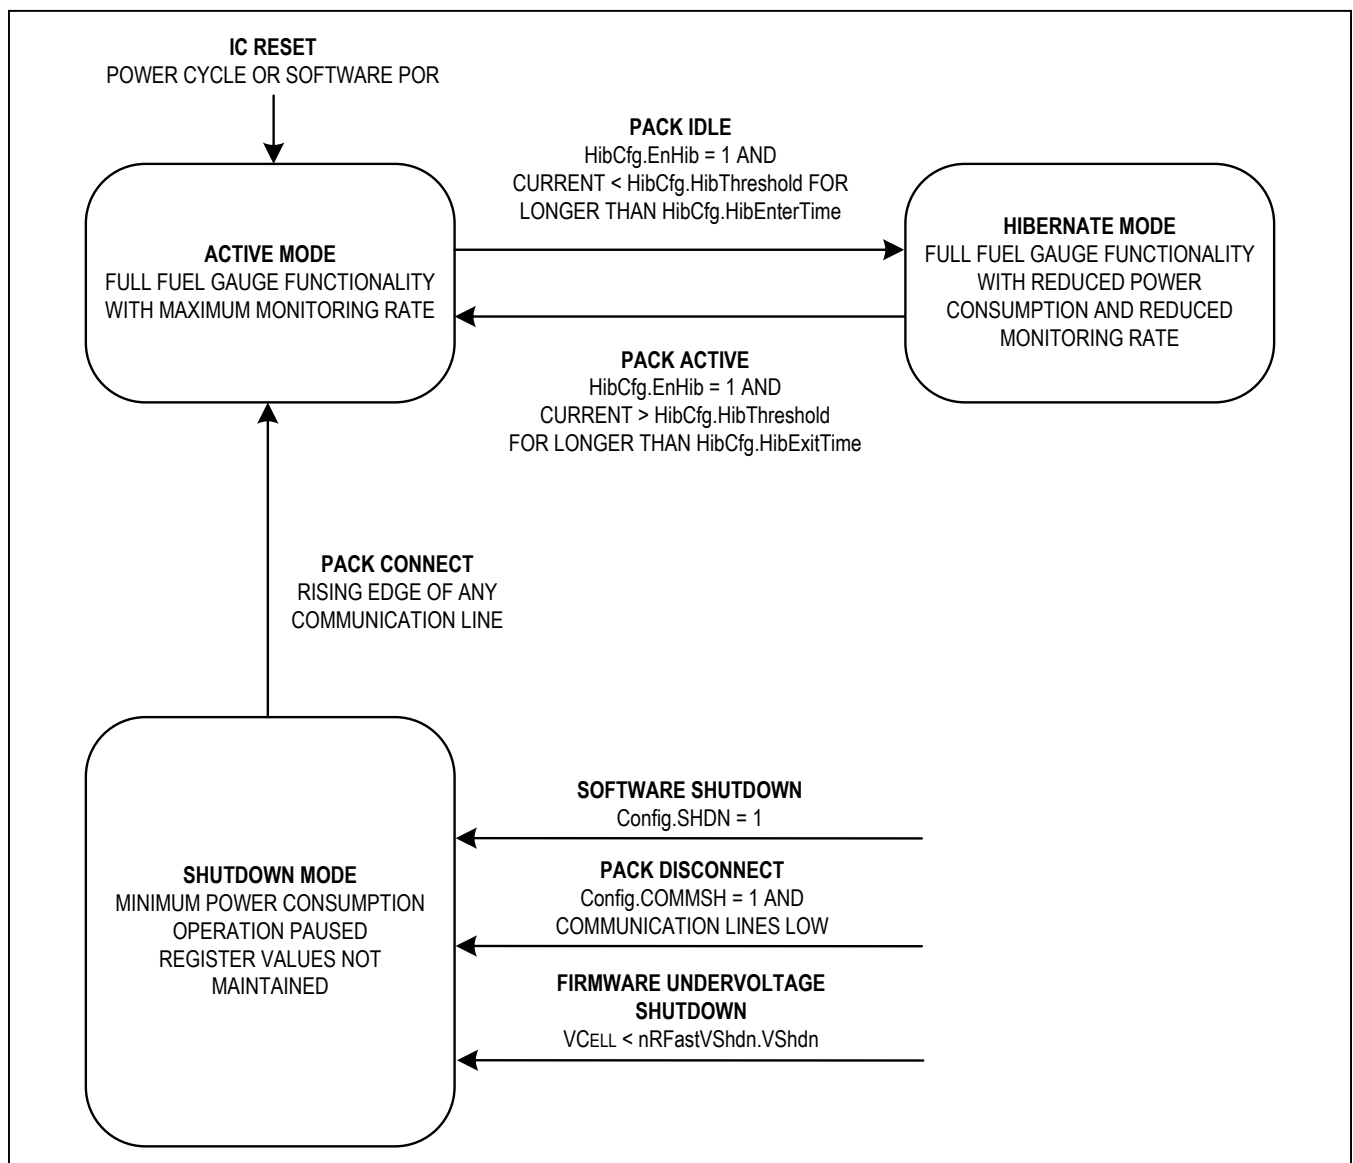 IC RESET
POWER CYCLE OR SOFTWARE POR
PACK IDLE
HibCfg.EnHib = 1 AND
CURRENT < HibCfg.HibThreshold FOR
LONGER THAN HibCfg.HibEnterTime
ACTIVE MODE
FULL FUEL GAUGE FUNCTIONALITY
WITH MAXIMUM MONITORING RATE
HIBERNATE MODE
FULL FUEL GAUGE FUNCTIONALITY
WITH REDUCED POWER
CONSUMPTION AND REDUCED
MONITORING RATE
PACK ACTIVE
HibCfg.EnHib = 1 AND
CURRENT > HibCfg.HibThreshold
FOR LONGER THAN HibCfg.HibExitTime
PACK CONNECT
RISING EDGE OF ANY
COMMUNICATION LINE
SHUTDOWN MODE
MINIMUM POWER CONSUMPTION
OPERATION PAUSED
REGISTER VALUES NOT
MAINTAINED
SOFTWARE SHUTDOWN
Config.SHDN = 1
PACK DISCONNECT
Config.COMMSH = 1 AND
COMMUNICATION LINES LOW
FIRMWARE UNDERVOLTAGE
SHUTDOWN
VCELL < nRFastVShdn.VShdn